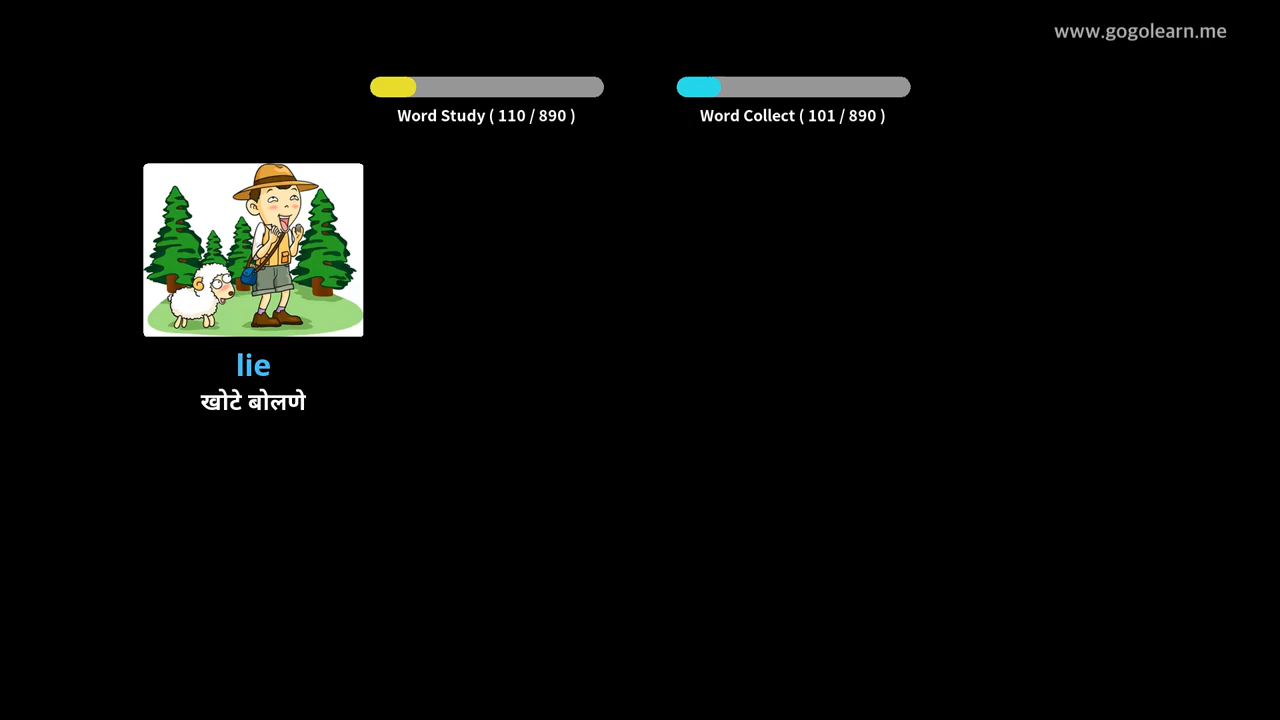 www.gogolearn.me
Word Study ( 110 / 890 )
Word Collect ( 101 / 890 )
lie
खोटे बोलणे